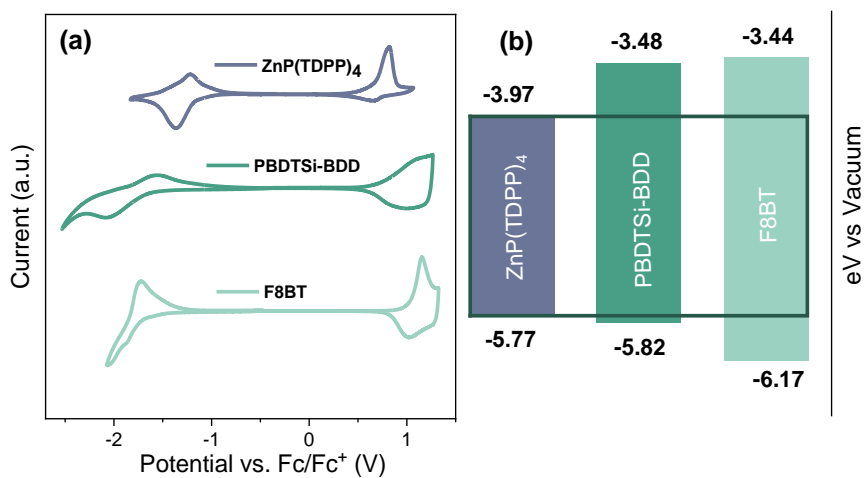 (a)
ZnP(TDPP)₄
PBDTSi-BDD
F8BT
Current (a.u.)
-2 -1 0 1
Potential vs. Fc/Fc⁺ (V)
(b)
-3.48
-3.44
-3.97
ZnP(TDPP)₄
PBDTSi-BDD
F8BT
-5.77
-5.82
-6.17
eV vs Vacuum